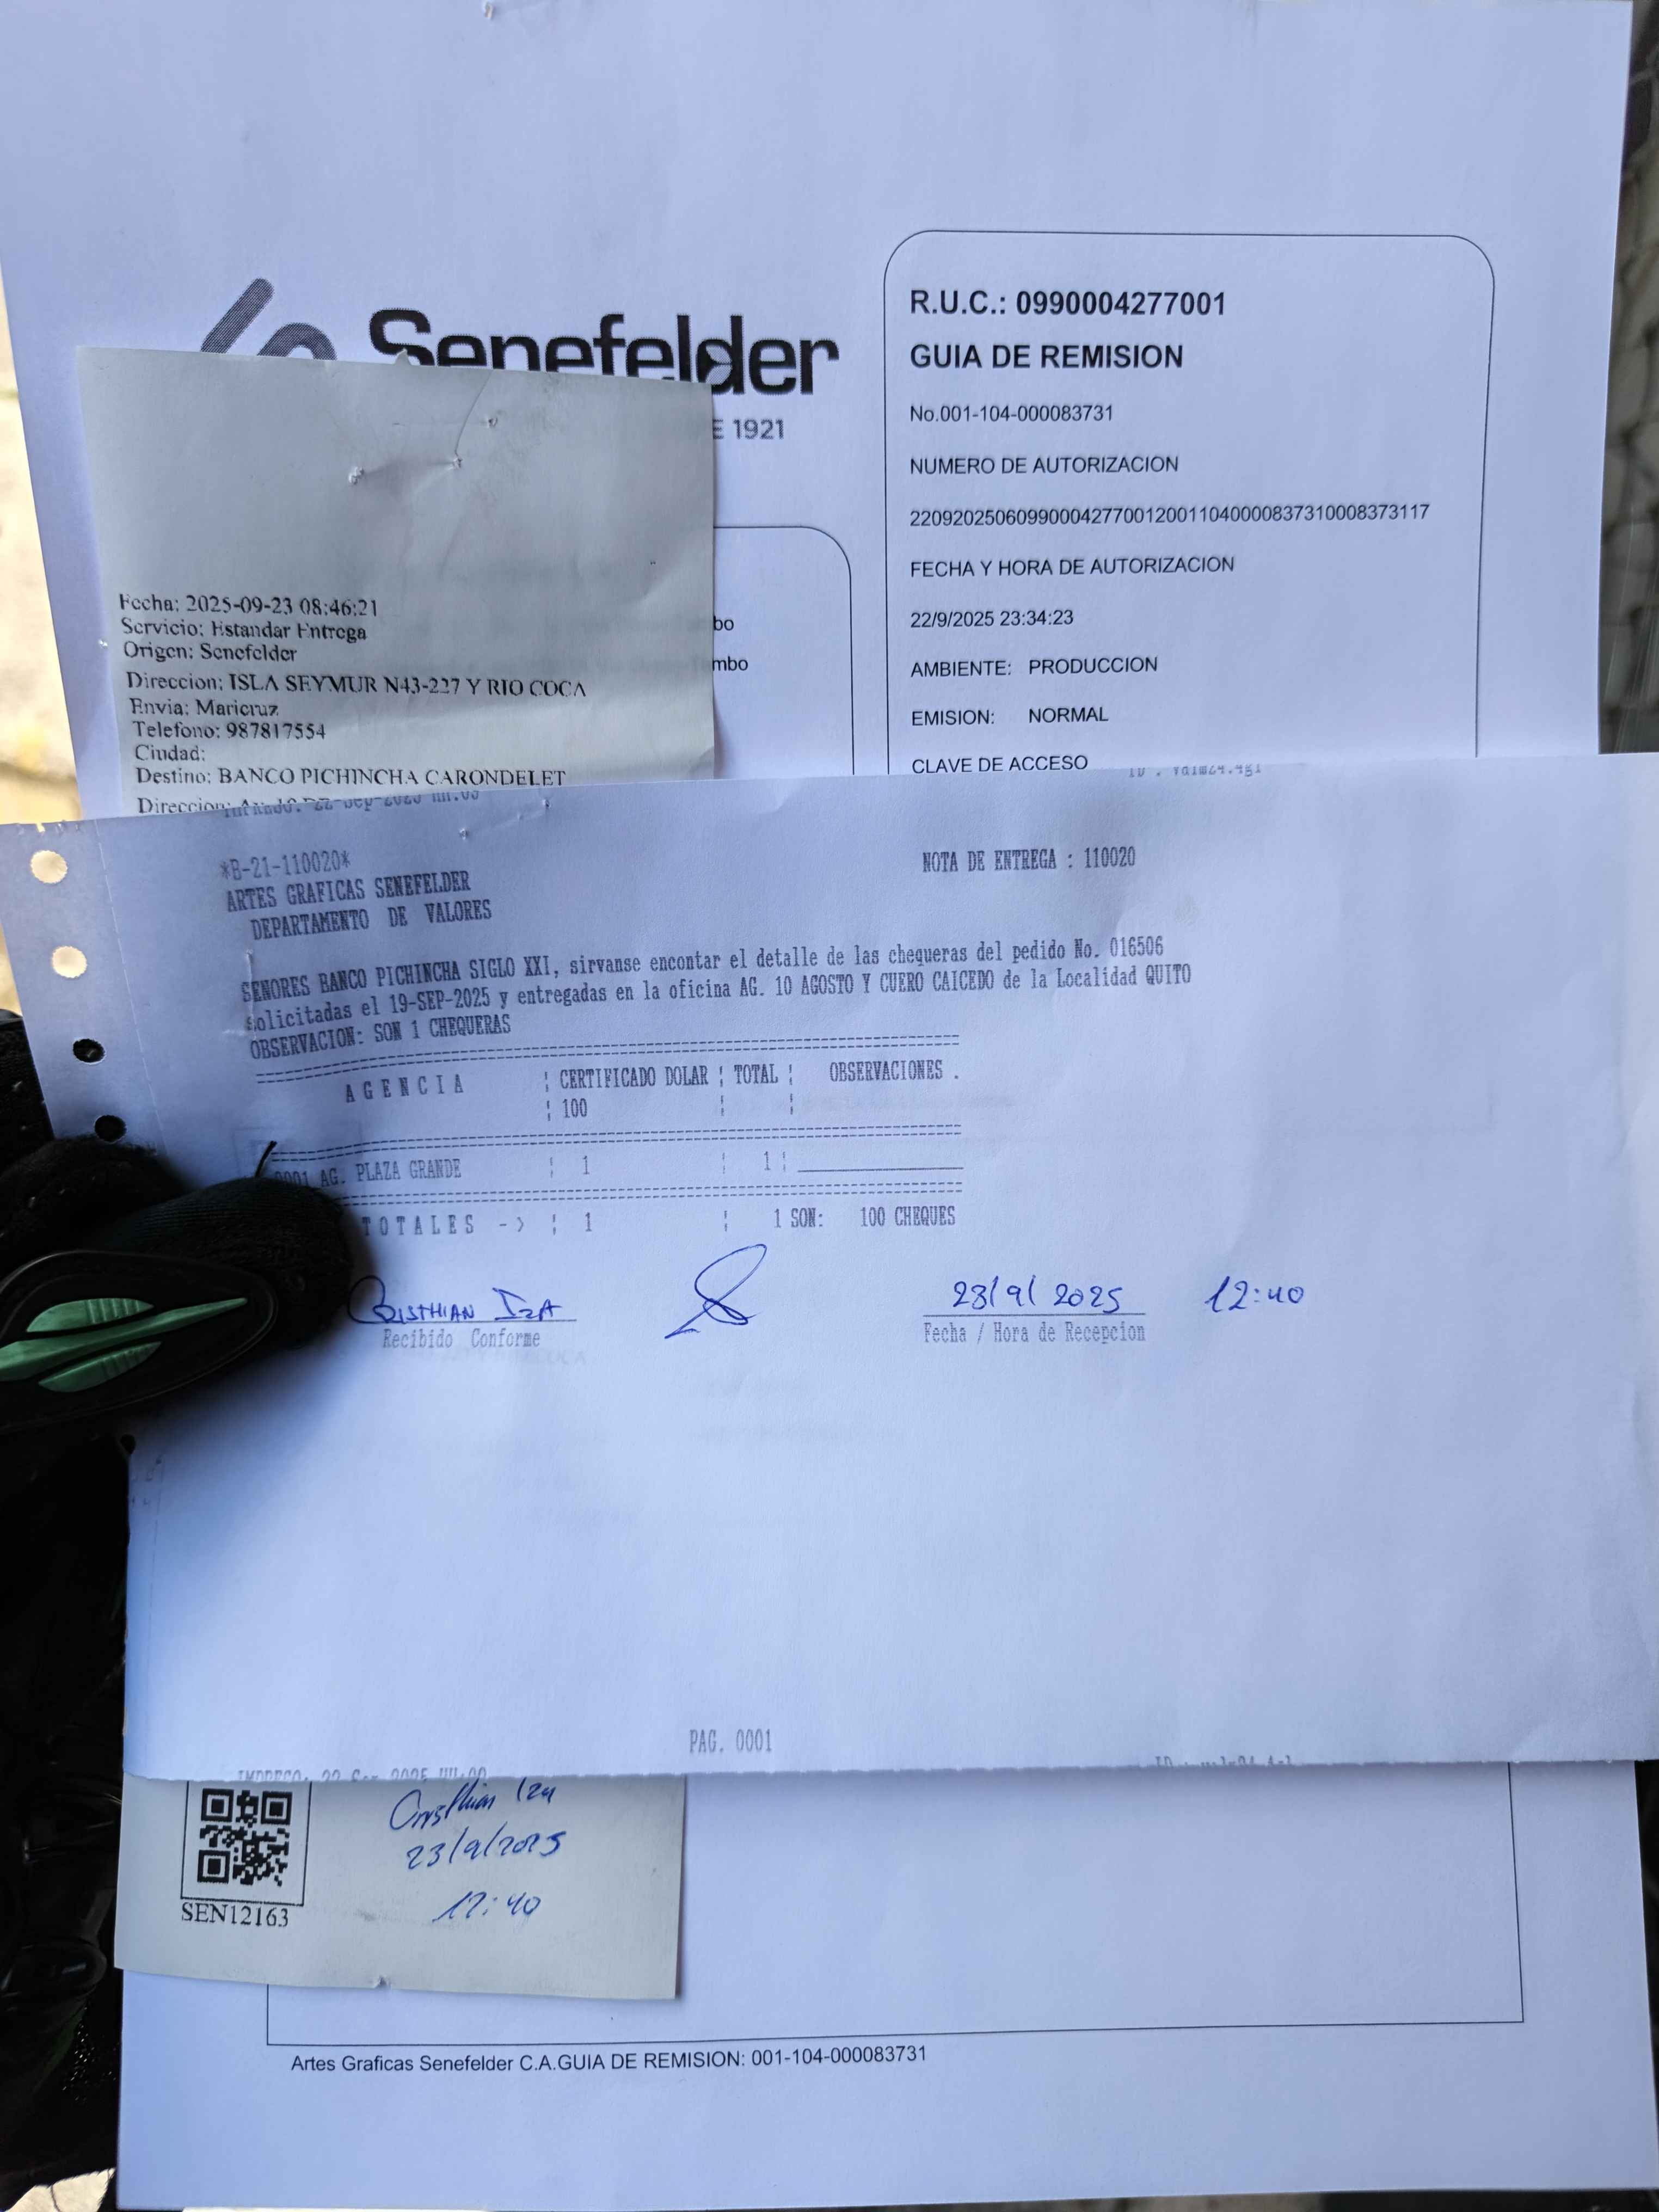 Senefelder
E 1921
R.U.C.: 0990004277001
GUIA DE REMISION
No.001-104-000083731
NUMERO DE AUTORIZACION
2209202506099000427700120011040000837310008373117
FECHA Y HORA DE AUTORIZACION
22/9/2025 23:34:23
AMBIENTE: PRODUCCION
EMISION: NORMAL
CLAVE DE ACCESO
bo
mbo
Fecha: 2025-09-23 08:46:21
Servicio: Estandar Entrega
Origen: Senefelder
Direccion: ISLA SEYMUR N43-227 Y RIO COCA
Envia: Maricruz
Telefono: 987817554
Ciudad:
Destino: BANCO PICHINCHA CARONDELET
Direccion:
*B-21-110020*
NOTA DE ENTREGA : 110020
ARTES GRAFICAS SENEFELDER
DEPARTAMENTO DE VALORES
SENORES BANCO PICHINCHA SIGLO XXI, sirvanse encontar el detalle de las chequeras del pedido No. 016506
solicitadas el 19-SEP-2025 y entregadas en la oficina AG. 10 AGOSTO Y CUERO CAICEDO de la Localidad QUITO
OBSERVACION: SON 1 CHEQUERAS
A G E N C I A ¦ CERTIFICADO DOLAR ¦ TOTAL ¦ OBSERVACIONES .
¦ 100 ¦ ¦
0001 AG. PLAZA GRANDE ¦ 1 ¦ 1 ¦
T O T A L E S -> ¦ 1 ¦ 1 SON: 100 CHEQUES
CRISTHIAN IZA 23/9/2025 12:40
Recibido Conforme Fecha / Hora de Recepcion
PAG. 0001
Cristhian Iza
23/9/2025
12:40
SEN12163
Artes Graficas Senefelder C.A.GUIA DE REMISION: 001-104-000083731